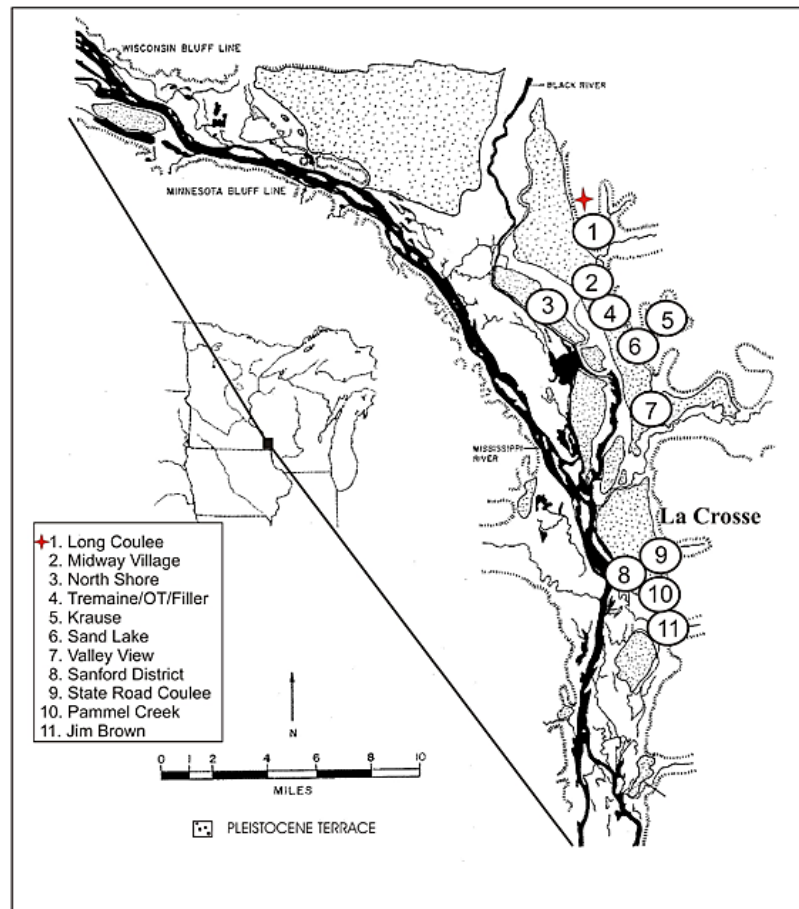 WISCONSIN BLUFF LINE
BLACK RIVER
MINNESOTA BLUFF LINE
1
2
3
4
5
6
7
MISSISSIPPI
RIVER
La Crosse
8
9
10
11
1. Long Coulee
2. Midway Village
3. North Shore
4. Tremaine/OT/Filler
5. Krause
6. Sand Lake
7. Valley View
8. Sanford District
9. State Road Coulee
10. Pammel Creek
11. Jim Brown
N
0 2 4 6 8 10
MILES
PLEISTOCENE TERRACE